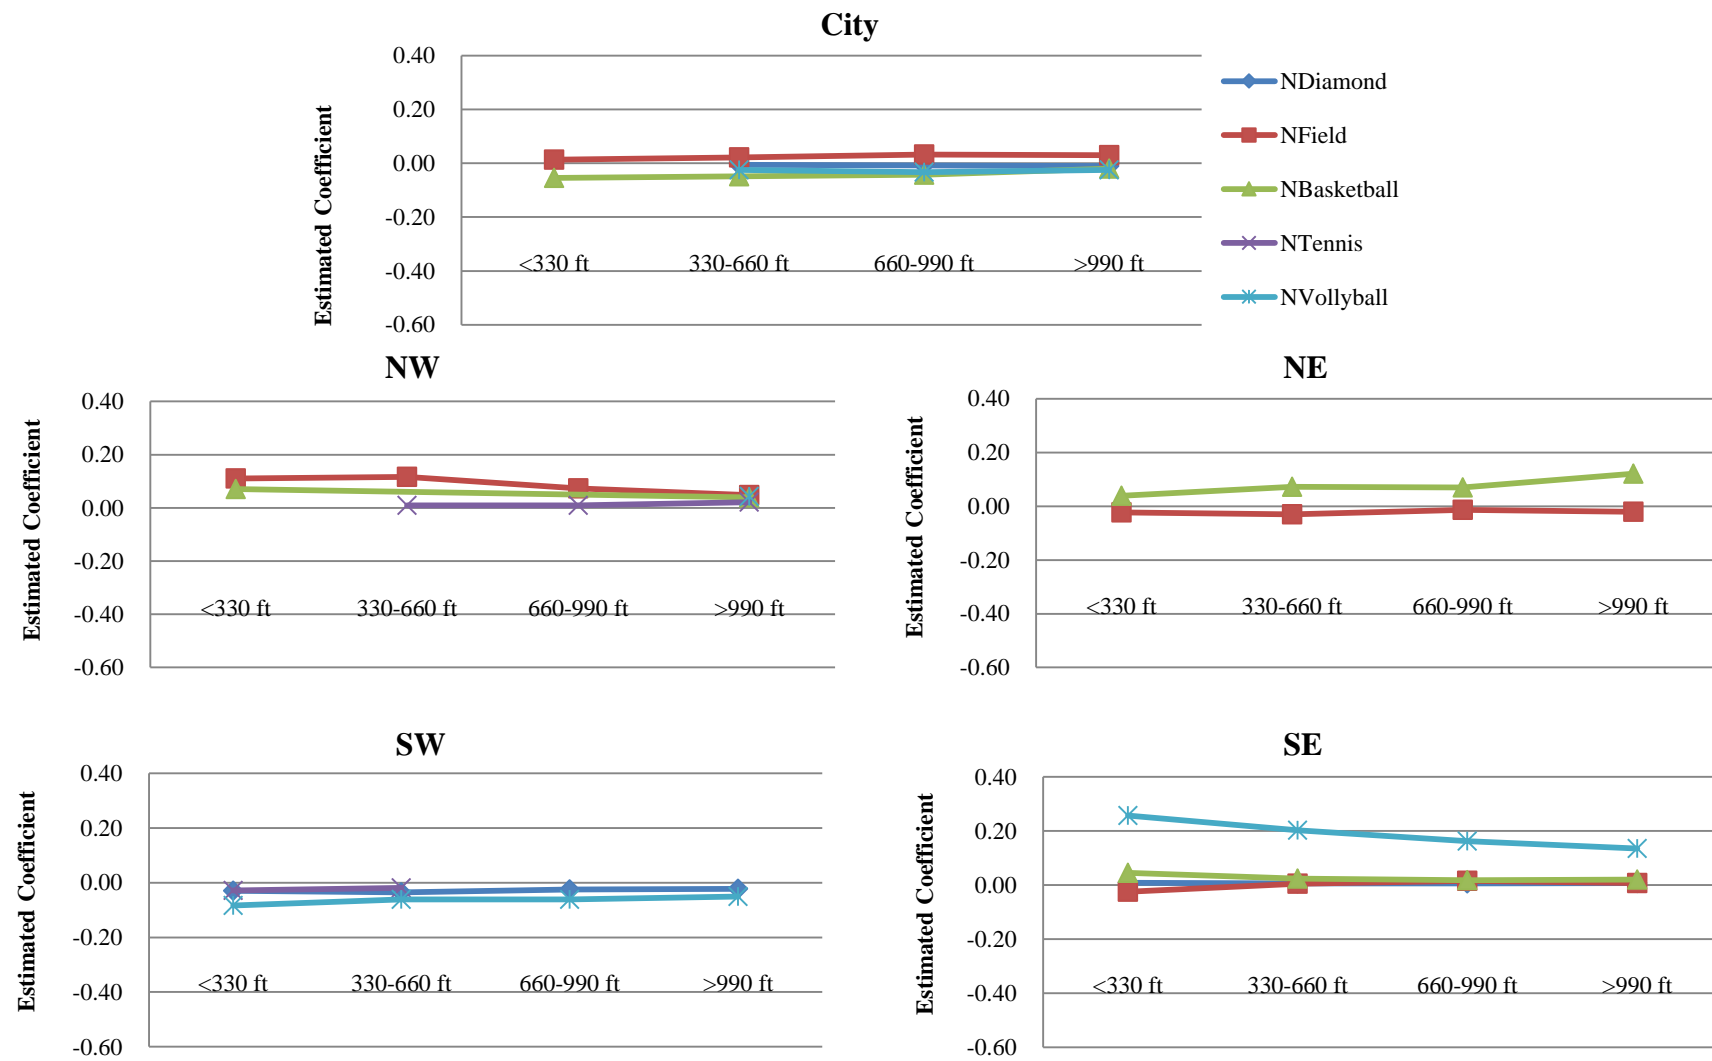 City
Estimated Coefficient
0.40
0.20
0.00
-0.20
-0.40
-0.60
<330 ft
330-660 ft
660-990 ft
>990 ft
NDiamond
NField
NBasketball
NTennis
NVollyball
NW
Estimated Coefficient
0.40
0.20
0.00
-0.20
-0.40
-0.60
<330 ft
330-660 ft
660-990 ft
>990 ft
NE
Estimated Coefficient
0.40
0.20
0.00
-0.20
-0.40
-0.60
<330 ft
330-660 ft
660-990 ft
>990 ft
SW
Estimated Coefficient
0.40
0.20
0.00
-0.20
-0.40
-0.60
<330 ft
330-660 ft
660-990 ft
>990 ft
SE
Estimated Coefficient
0.40
0.20
0.00
-0.20
-0.40
-0.60
<330 ft
330-660 ft
660-990 ft
>990 ft